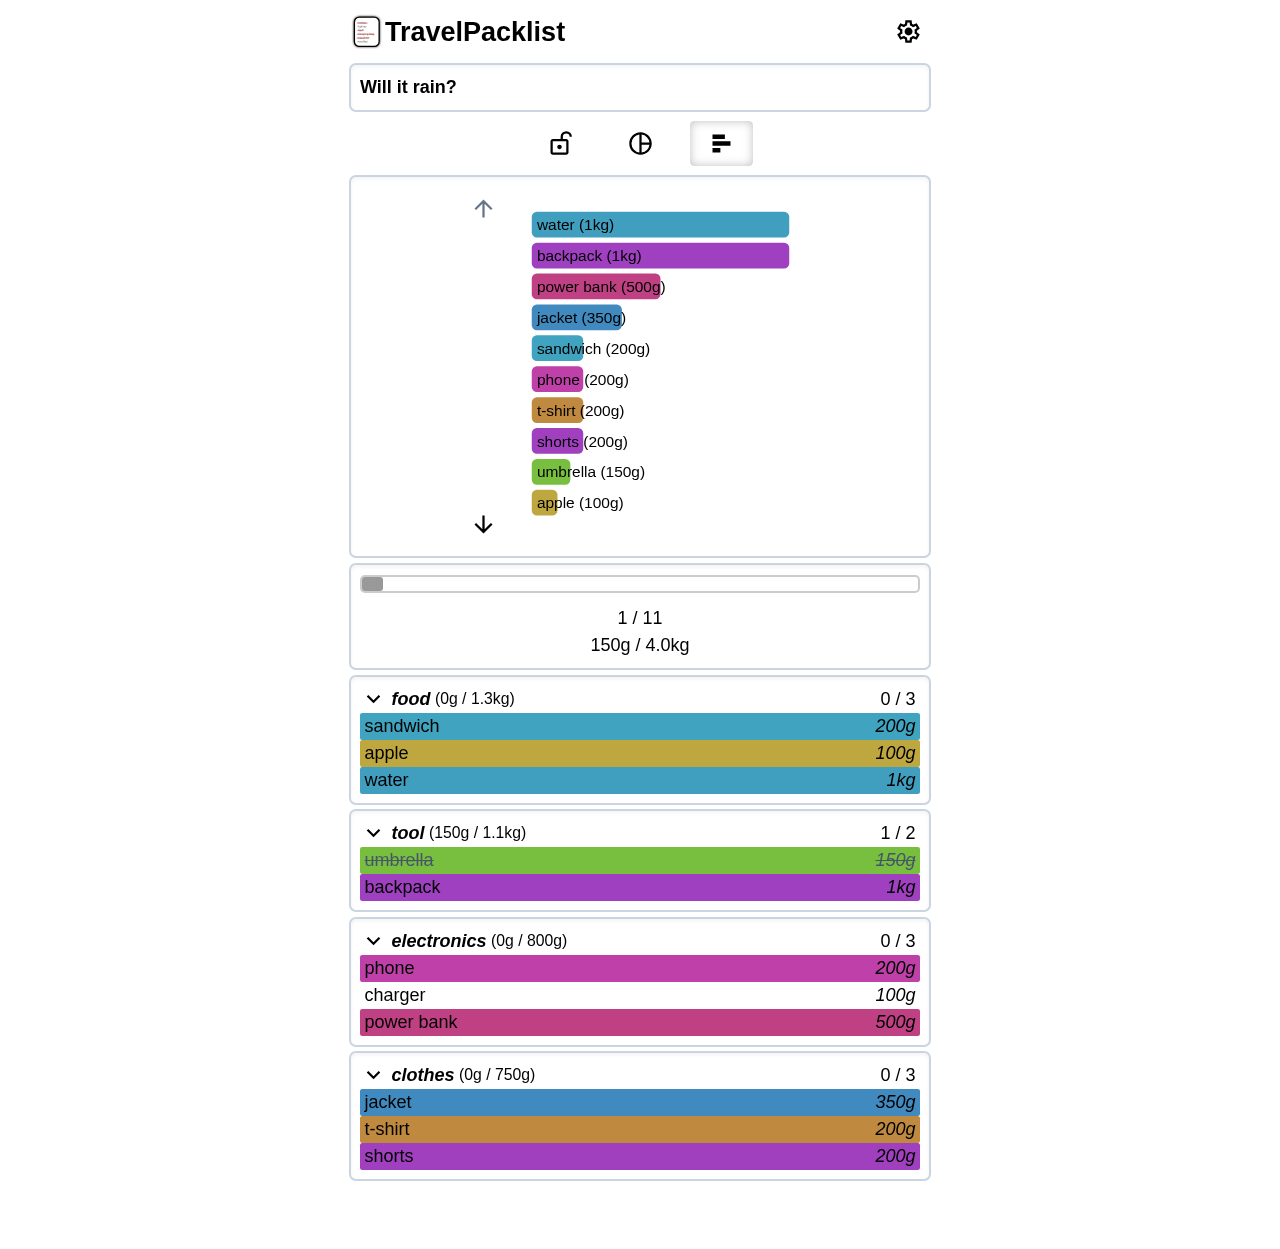 TravelPacklist
Will it rain?
water (1kg)
backpack (1kg)
power bank (500g)
jacket (350g)
sandwich (200g)
phone (200g)
t-shirt (200g)
shorts (200g)
umbrella (150g)
apple (100g)
1 / 11
150g / 4.0kg
food (0g / 1.3kg) 0 / 3
sandwich 200g
apple 100g
water 1kg
tool (150g / 1.1kg) 1 / 2
umbrella 150g
backpack 1kg
electronics (0g / 800g) 0 / 3
phone 200g
charger 100g
power bank 500g
clothes (0g / 750g) 0 / 3
jacket 350g
t-shirt 200g
shorts 200g